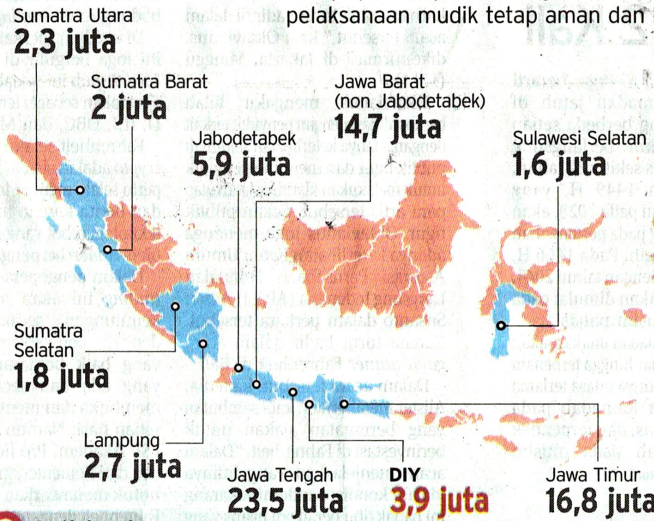 pelaksanaan mudik tetap aman dan
Sumatra Utara
2,3 juta
Sumatra Barat
2 juta
Jabodetabek
5,9 juta
Jawa Barat
(non Jabodetabek)
14,7 juta
Sulawesi Selatan
1,6 juta
Sumatra
Selatan
1,8 juta
Lampung
2,7 juta
Jawa Tengah
23,5 juta
DIY
3,9 juta
Jawa Timur
16,8 juta